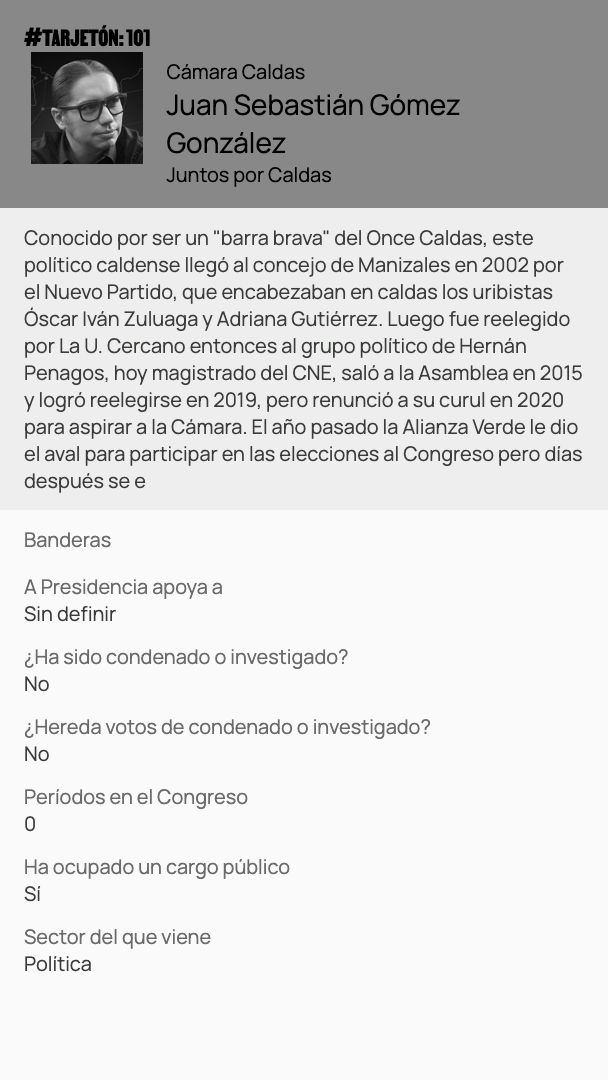 #TARJETÓN: 101
Cámara Caldas
Juan Sebastián Gómez
González
Juntos por Caldas
Conocido por ser un "barra brava" del Once Caldas, este
político caldense llegó al concejo de Manizales en 2002 por
el Nuevo Partido, que encabezaban en caldas los uribistas
Óscar Iván Zuluaga y Adriana Gutiérrez. Luego fue reelegido
por La U. Cercano entonces al grupo político de Hernán
Penagos, hoy magistrado del CNE, saló a la Asamblea en 2015
y logró reelegirse en 2019, pero renunció a su curul en 2020
para aspirar a la Cámara. El año pasado la Alianza Verde le dio
el aval para participar en las elecciones al Congreso pero días
después se e
Banderas
A Presidencia apoya a
Sin definir
¿Ha sido condenado o investigado?
No
¿Hereda votos de condenado o investigado?
No
Períodos en el Congreso
0
Ha ocupado un cargo público
Sí
Sector del que viene
Política